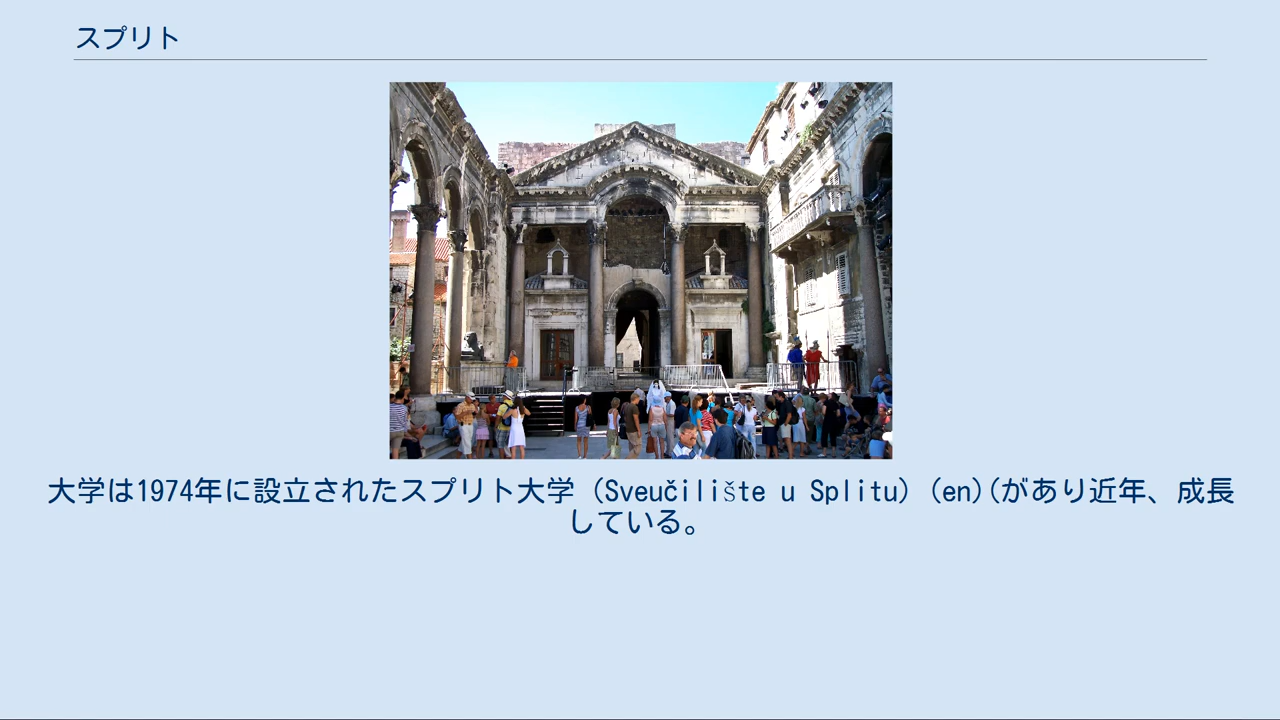 スプリト
大学は1974年に設立されたスプリト大学 (Sveučilište u Splitu) (en)(があり近年、成長
している。